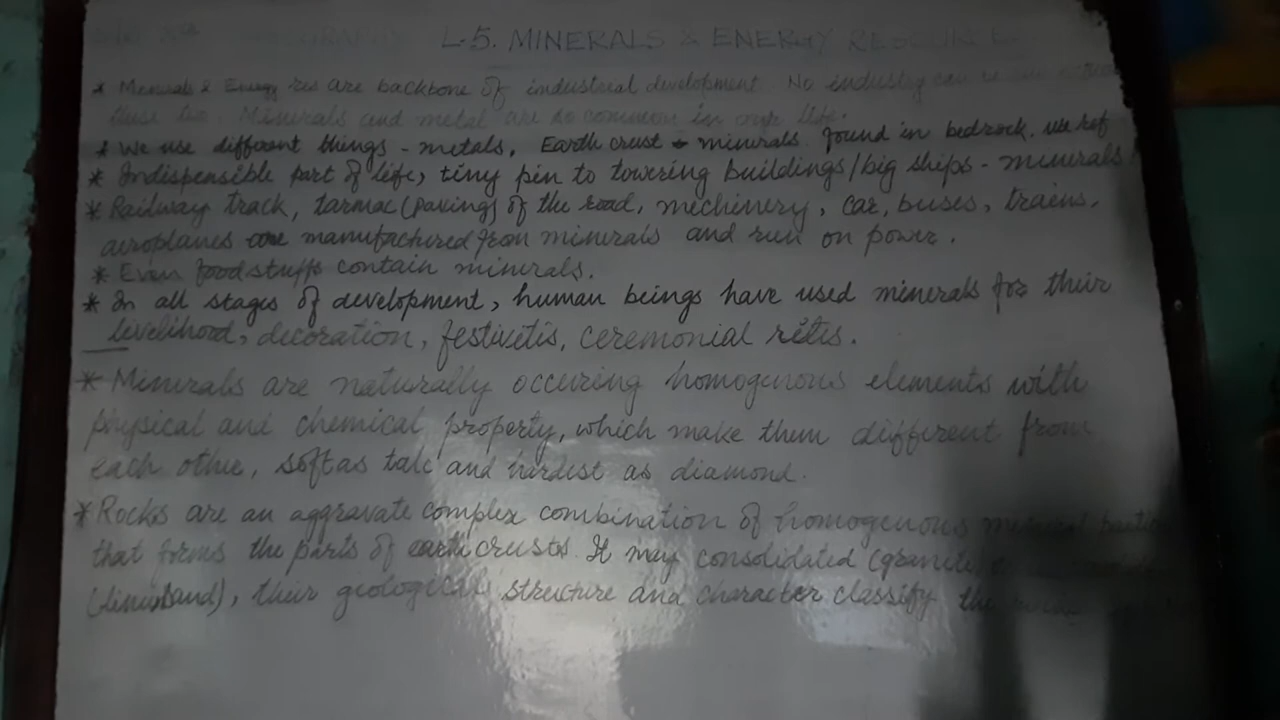 L-5. MINERALS & ENERGY
* Minerals & Energy res are backbone of industrial development. No industry can
these two. Minerals and metal are so common in our life.
* We use different things - metals, Earth crust minerals found in bedrock.
* Indispensible part of life, tiny pin to towering buildings/big ships - minerals
* Railway track, tarmac (paving) of the road, mechinery, car, buses, trains,
aeroplanes are manufactured from minerals and run on power.
* Even foodstuffs contain minerals.
* In all stages of development, human beings have used minerals for their
livelihood, decoration, festivitis, ceremonial rites.
* Minerals are naturally occuring homogenous elements with
physical and chemical property, which make them different from
each other, soft as talc and hardest as diamond.
* Rocks are an aggravate complex combination of homogenous mineral
that forms the parts of earth crusts. It may consolidated (granite)
their geological structure and character classify the